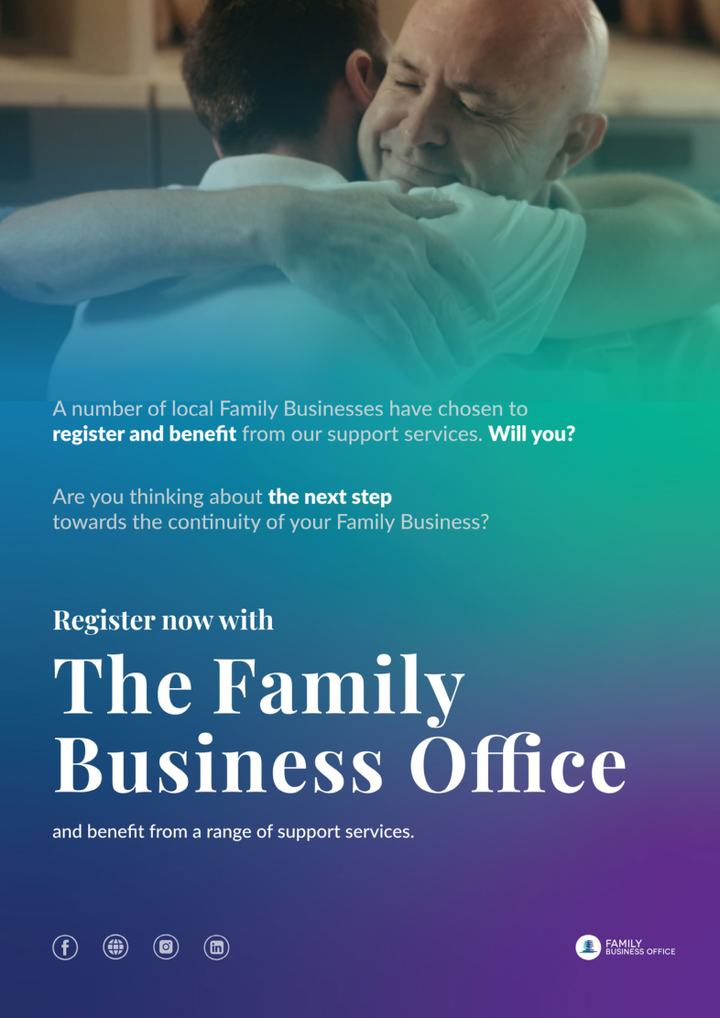 A number of local Family Businesses have chosen to
register and benefit from our support services. Will you?
Are you thinking about the next step
towards the continuity of your Family Business?
Register now with
The Family
Business Office
and benefit from a range of support services.
FAMILY
BUSINESS OFFICE